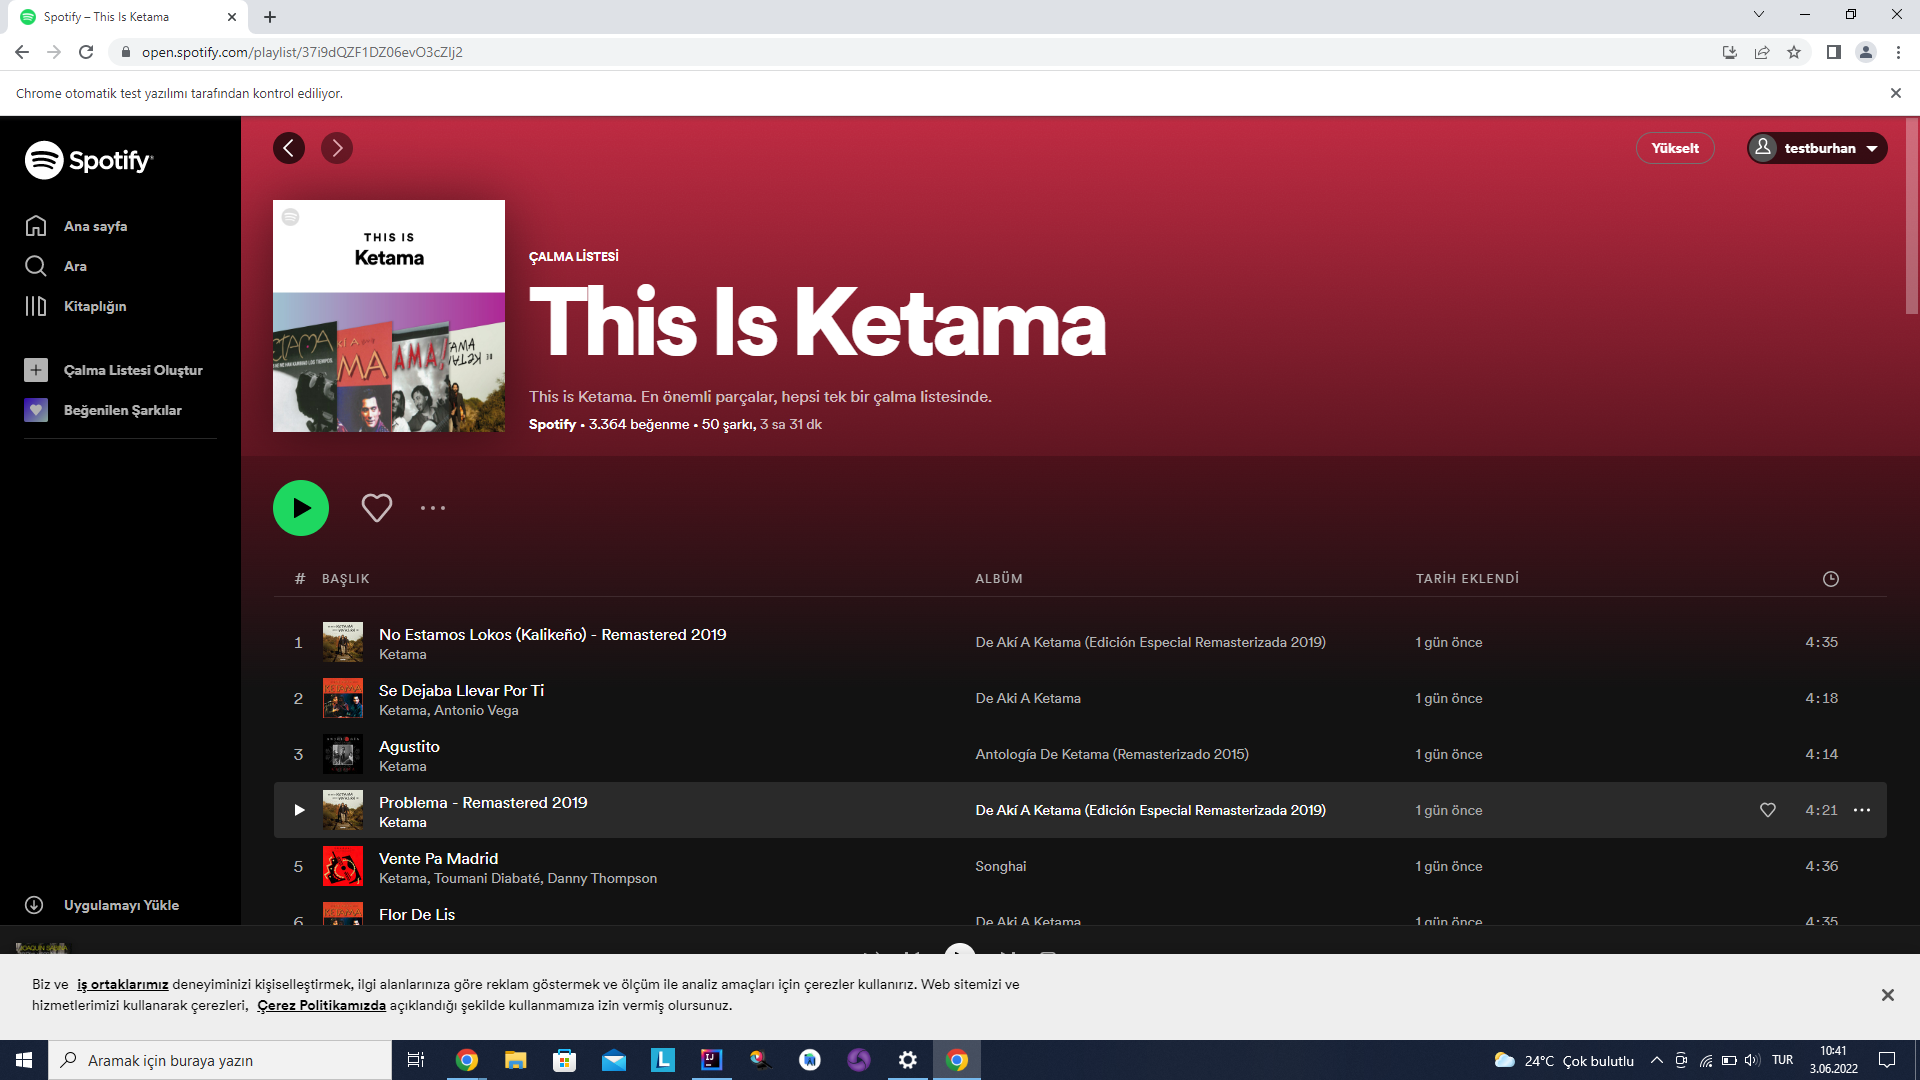 Spotify – This Is Ketama
open.spotify.com/playlist/37i9dQZF1DZ06evO3cZIj2
Chrome otomatik test yazılımı tarafından kontrol ediliyor.
Spotify
Ana sayfa
Ara
Kitaplığın
Çalma Listesi Oluştur
Beğenilen Şarkılar
Uygulamayı Yükle
Yükselt
testburhan
THIS IS
Ketama
ÇALMA LİSTESİ
This Is Ketama
This is Ketama. En önemli parçalar, hepsi tek bir çalma listesinde.
Spotify • 3.364 beğenme • 50 şarkı, 3 sa 31 dk
# BAŞLIK ALBÜM TARİH EKLENDİ
1 No Estamos Lokos (Kalikeño) - Remastered 2019 De Akí A Ketama (Edición Especial Remasterizada 2019) 1 gün önce 4:35
Ketama
2 Se Dejaba Llevar Por Ti De Aki A Ketama 1 gün önce 4:18
Ketama, Antonio Vega
3 Agustito Antología De Ketama (Remasterizado 2015) 1 gün önce 4:14
Ketama
Problema - Remastered 2019 De Akí A Ketama (Edición Especial Remasterizada 2019) 1 gün önce 4:21
Ketama
5 Vente Pa Madrid Songhai 1 gün önce 4:36
Ketama, Toumani Diabaté, Danny Thompson
6 Flor De Lis De Aki A Ketama 1 gün önce 4:35
Biz ve iş ortaklarımız deneyiminizi kişiselleştirmek, ilgi alanlarınıza göre reklam göstermek ve ölçüm ile analiz amaçları için çerezler kullanırız. Web sitemizi ve
hizmetlerimizi kullanarak çerezleri, Çerez Politikamızda açıklandığı şekilde kullanmamıza izin vermiş olursunuz.
Aramak için buraya yazın
24°C Çok bulutlu
TUR
10:41
3.06.2022